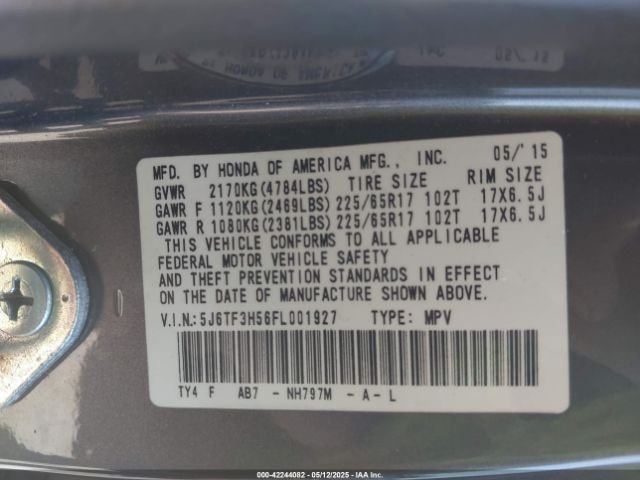 MFD. BY HONDA OF AMERICA MFG., INC. 05/'15
GVWR 2170KG(4784LBS) TIRE SIZE RIM SIZE
GAWR F 1120KG(2469LBS) 225/65R17 102T 17X6.5J
GAWR R 1080KG(2381LBS) 225/65R17 102T 17X6.5J
THIS VEHICLE CONFORMS TO ALL APPLICABLE
FEDERAL MOTOR VEHICLE SAFETY
AND THEFT PREVENTION STANDARDS IN EFFECT
ON THE DATE OF MANUFACTURE SHOWN ABOVE.
V.I.N.:5J6TF3H56FL001927 TYPE: MPV
TY4 F AB7 - NH797M - A - L
000-42244082 - 05/12/2025 - IAA